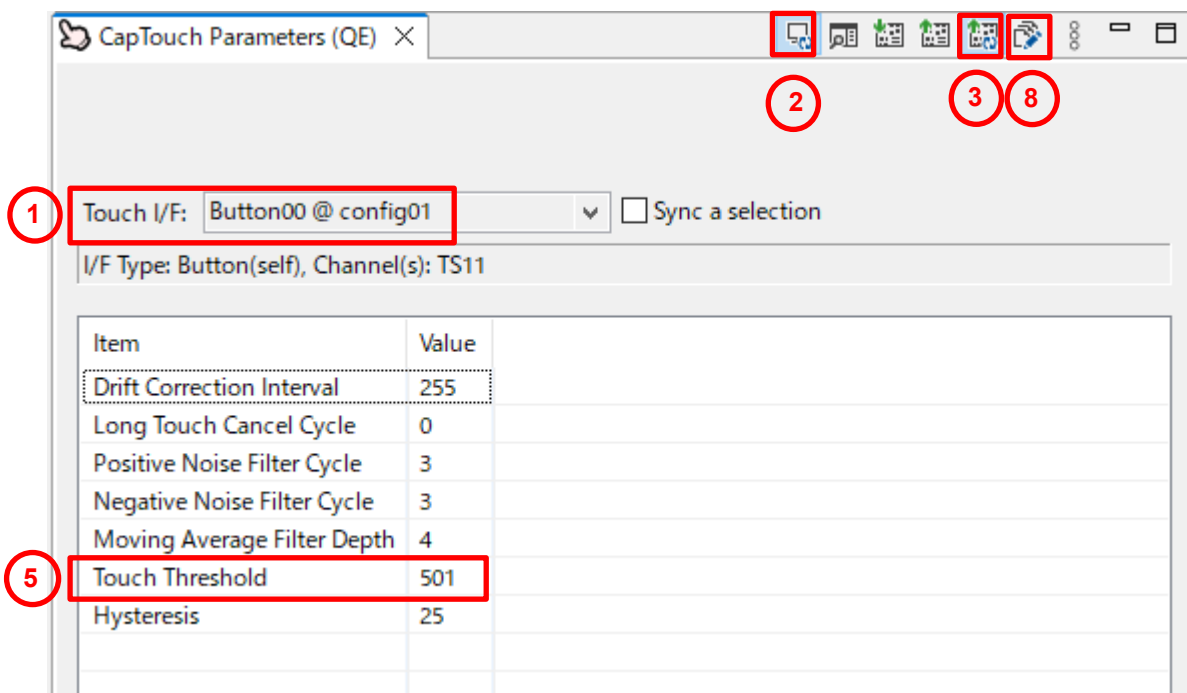 CapTouch Parameters (QE)
2
3
8
1
Touch I/F: Button00 @ config01 Sync a selection
I/F Type: Button(self), Channel(s): TS11
Item Value
Drift Correction Interval 255
Long Touch Cancel Cycle 0
Positive Noise Filter Cycle 3
Negative Noise Filter Cycle 3
Moving Average Filter Depth 4
5
Touch Threshold 501
Hysteresis 25